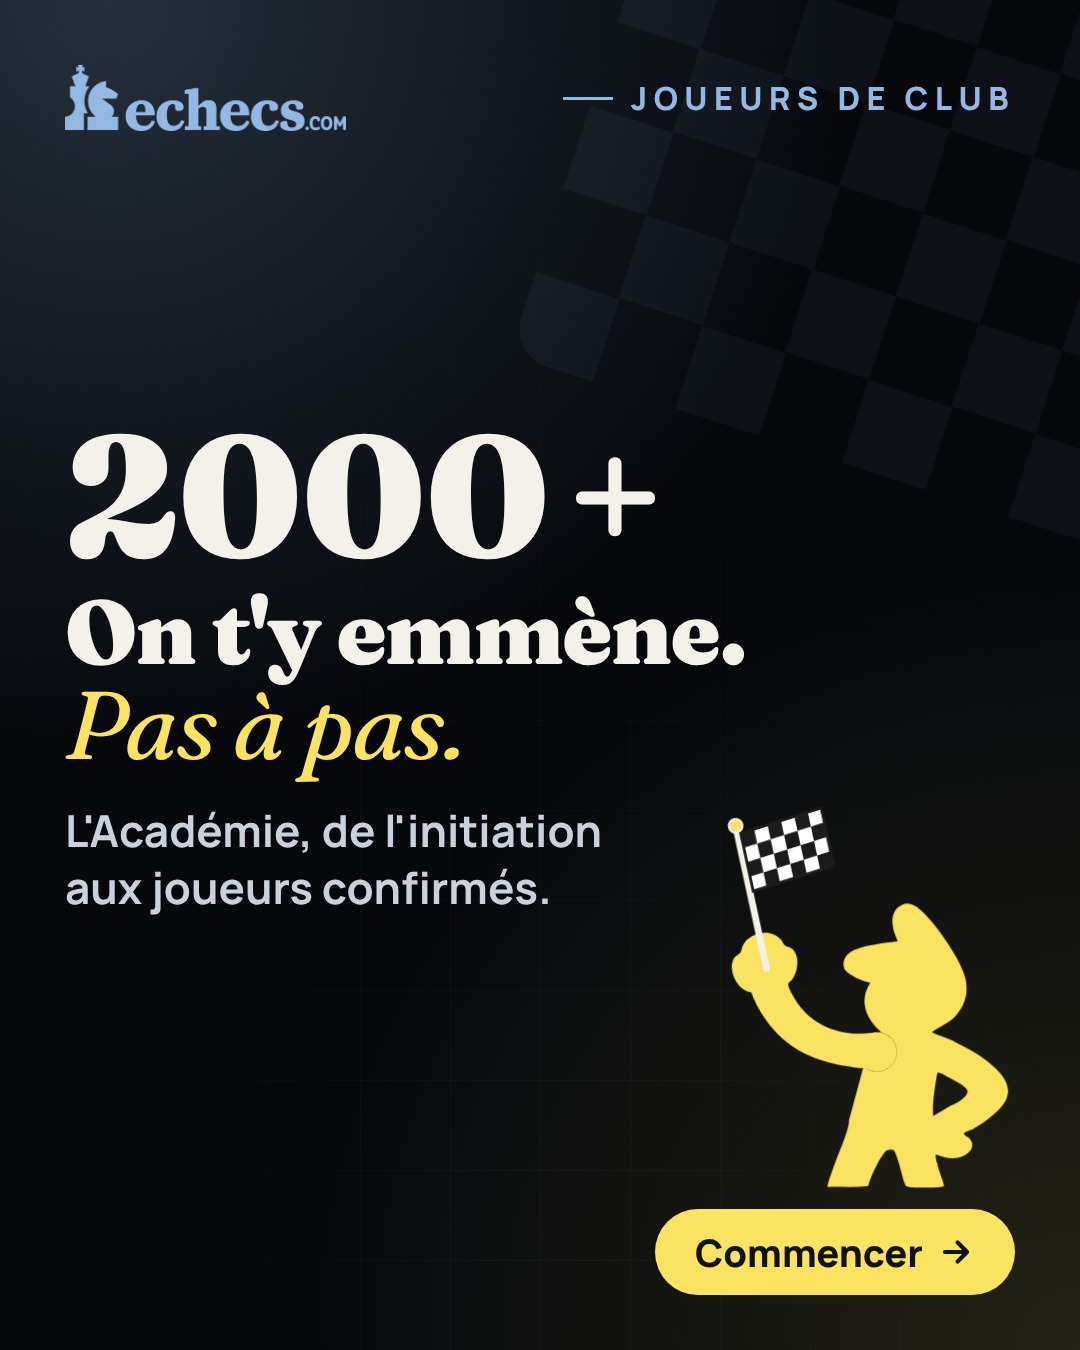 echecs.COM
JOUEURS DE CLUB
2000 +
On t'y emmène.
Pas à pas.
L'Académie, de l'initiation
aux joueurs confirmés.
Commencer →